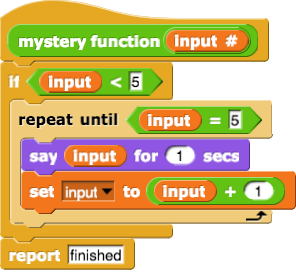 mystery function input #
if input < 5
repeat until input = 5
say input for 1 secs
set input to input + 1
report finished